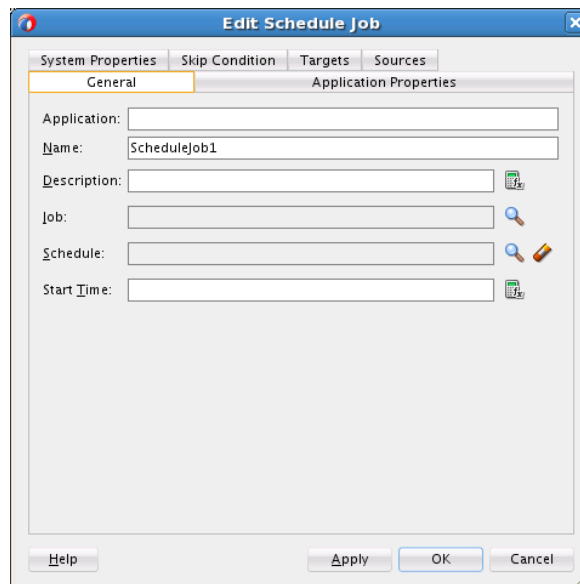 Edit Schedule Job
System Properties Skip Condition Targets Sources
General Application Properties
Application:
Name: ScheduleJob1
Description:
Job:
Schedule:
Start Time:
Help Apply OK Cancel